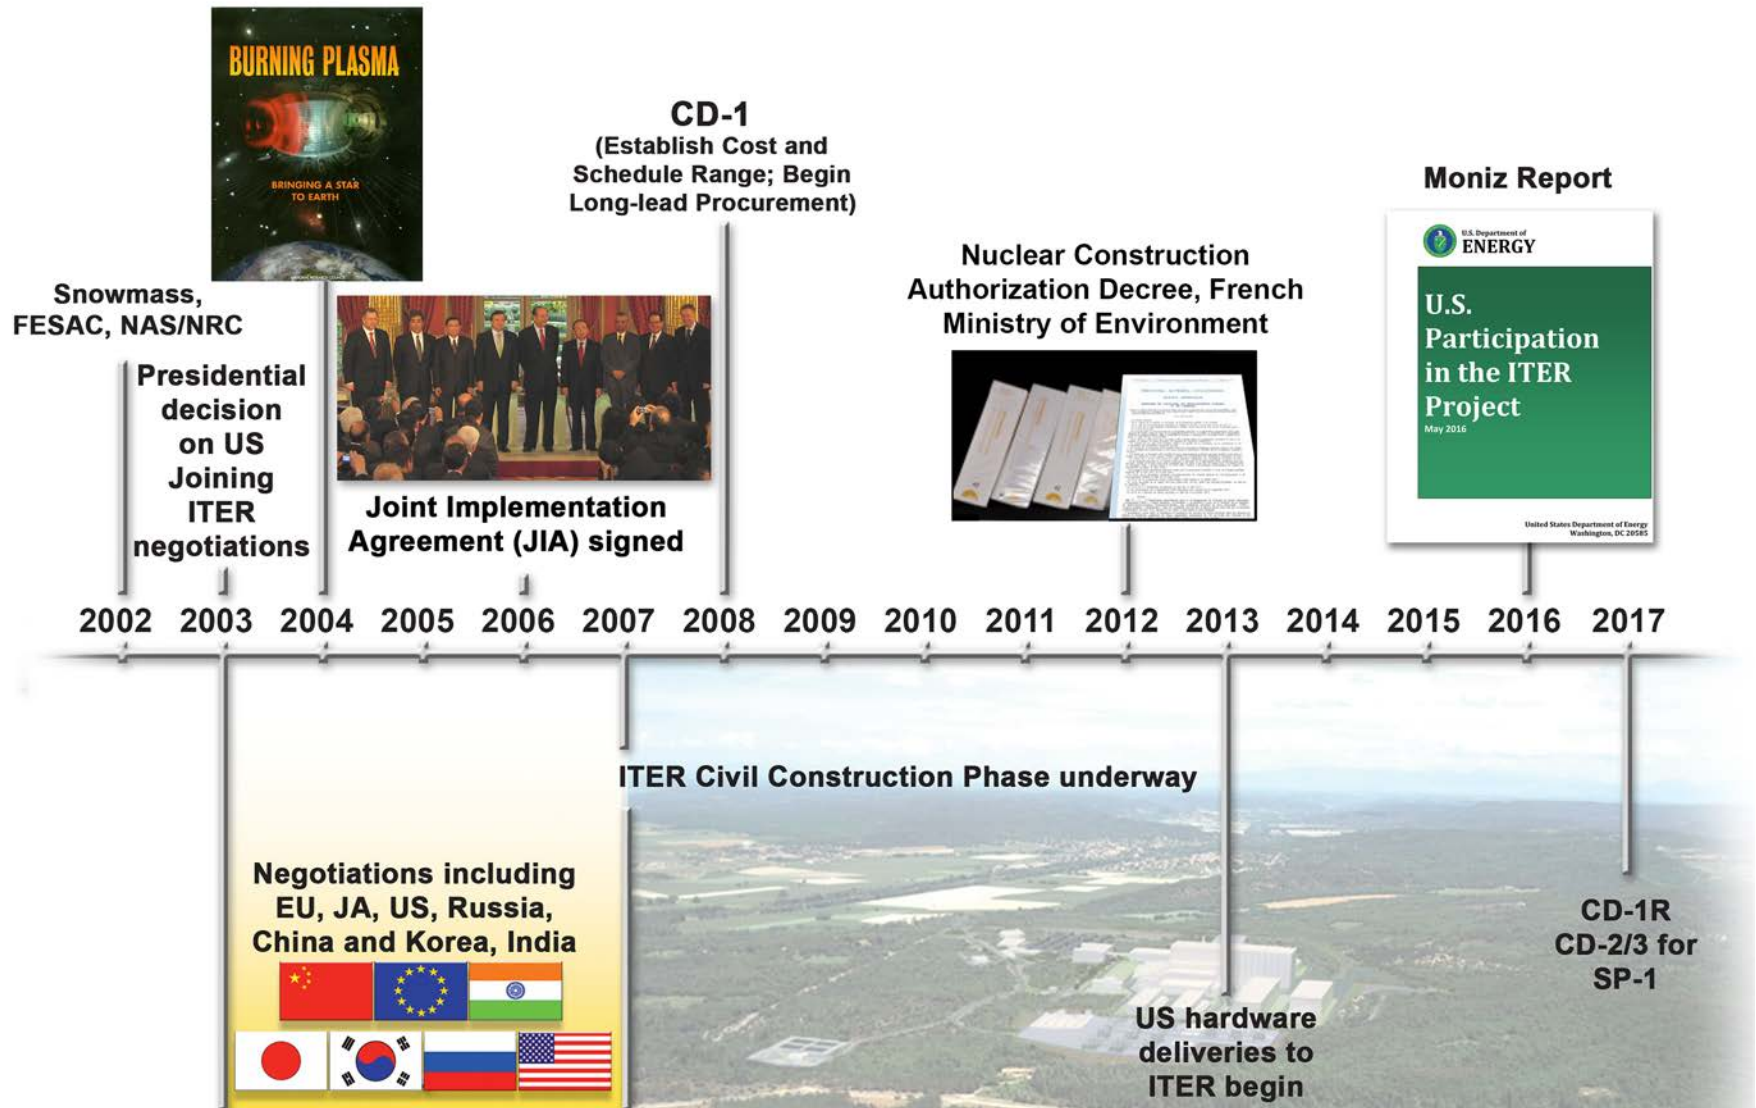 BURNING PLASMA
BRINGING A STAR
TO EARTH
Snowmass,
FESAC, NAS/NRC
Presidential
decision
on US
Joining
ITER
negotiations
Joint Implementation
Agreement (JIA) signed
CD-1
(Establish Cost and
Schedule Range; Begin
Long-lead Procurement)
Nuclear Construction
Authorization Decree, French
Ministry of Environment
Moniz Report
U.S. Department of
ENERGY
U.S.
Participation
in the ITER
Project
May 2016
United States Department of Energy
Washington, DC 20585
2002 2003 2004 2005 2006 2007 2008 2009 2010 2011 2012 2013 2014 2015 2016 2017
ITER Civil Construction Phase underway
Negotiations including
EU, JA, US, Russia,
China and Korea, India
US hardware
deliveries to
ITER begin
CD-1R
CD-2/3 for
SP-1